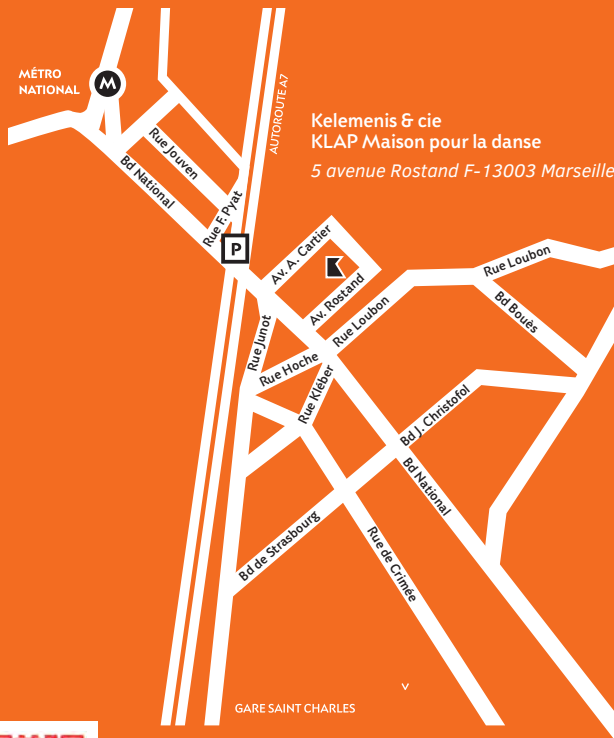 MÉTRO
NATIONAL
M
AUTOROUTE A7
Kelemenis & cie
KLAP Maison pour la danse
5 avenue Rostand F-13003 Marseille
Rue Jouven
Bd National
Rue F. Pyat
P
Av. A. Cartier
K
Av. Rostand
Rue Loubon
Rue Loubon
Bd Bouès
Rue Junot
Rue Hoche
Rue Kléber
Bd J. Christofol
Bd National
Bd de Strasbourg
Rue de Crimée
GARE SAINT CHARLES